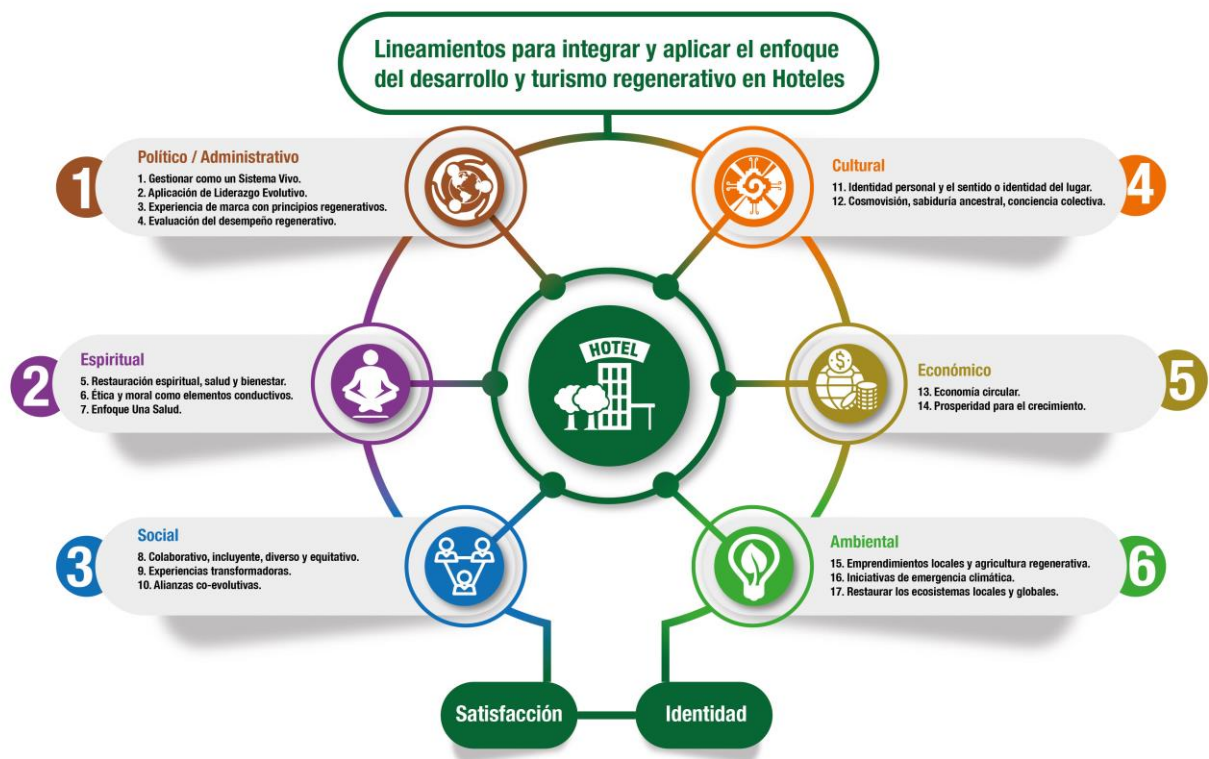 Lineamientos para integrar y aplicar el enfoque
del desarrollo y turismo regenerativo en Hoteles
1
Político / Administrativo
1. Gestionar como un Sistema Vivo.
2. Aplicación de Liderazgo Evolutivo.
3. Experiencia de marca con principios regenerativos.
4. Evaluación del desempeño regenerativo.
2
Espiritual
5. Restauración espiritual, salud y bienestar.
6. Ética y moral como elementos conductivos.
7. Enfoque Una Salud.
3
Social
8. Colaborativo, incluyente, diverso y equitativo.
9. Experiencias transformadoras.
10. Alianzas co-evolutivas.
HOTEL
$
4
Cultural
11. Identidad personal y el sentido o identidad del lugar.
12. Cosmovisión, sabiduría ancestral, conciencia colectiva.
5
Económico
13. Economía circular.
14. Prosperidad para el crecimiento.
6
Ambiental
15. Emprendimientos locales y agricultura regenerativa.
16. Iniciativas de emergencia climática.
17. Restaurar los ecosistemas locales y globales.
Satisfacción
Identidad